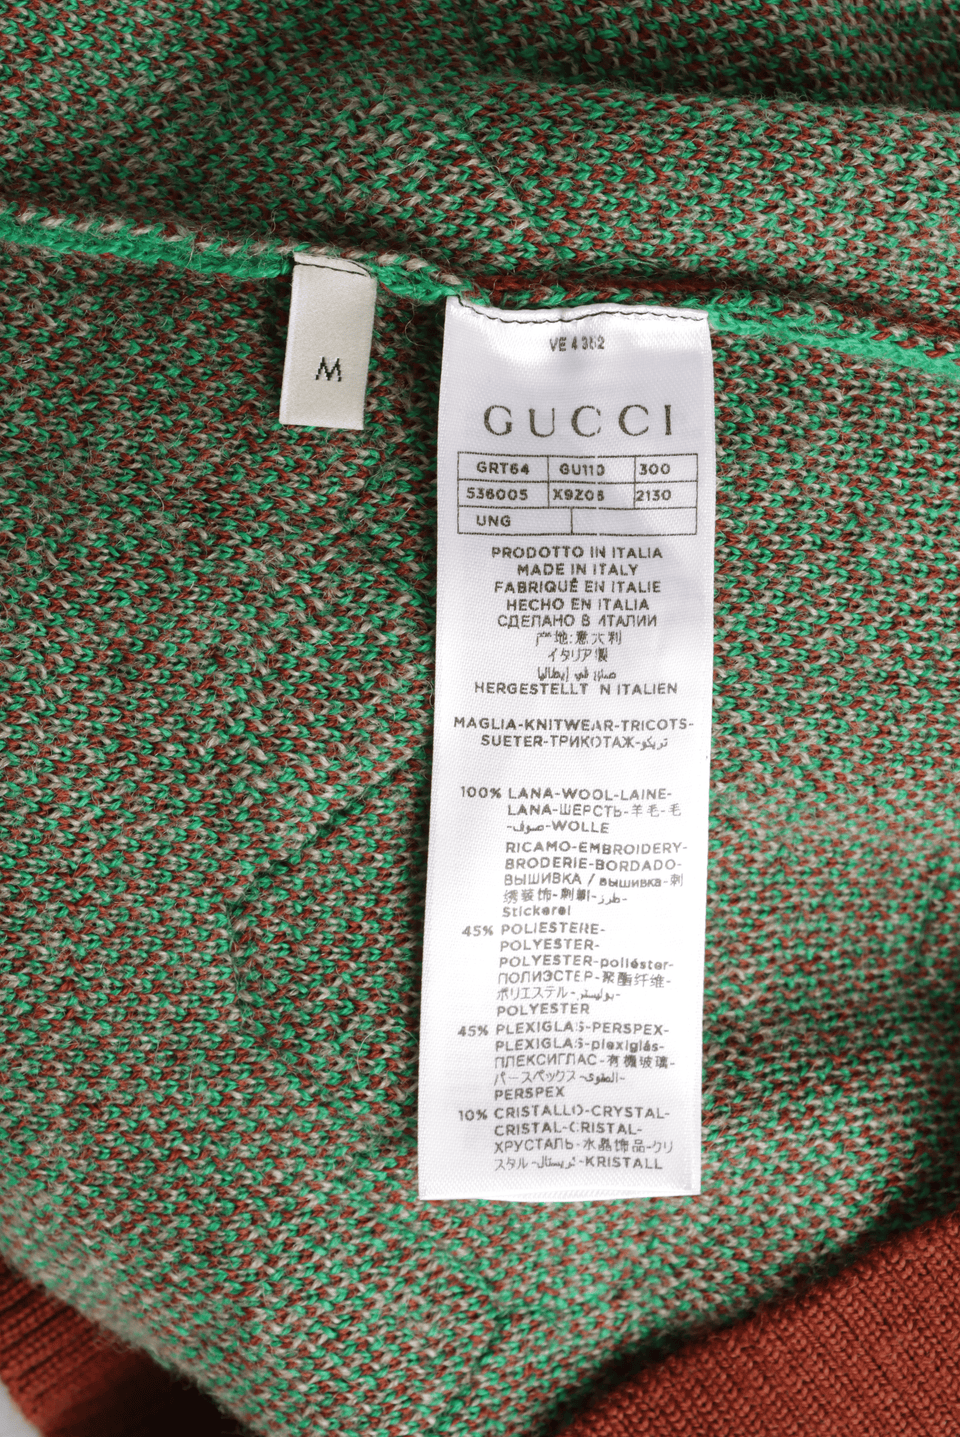 M
VE 4352
GUCCI
GRT64 GU113 300
536005 X9Z08 2130
UNG
PRODOTTO IN ITALIA
MADE IN ITALY
FABRIQUÉ EN ITALIE
HECHO EN ITALIA
СДЕЛАНО В ИТАЛИИ
产地:意大利
イタリア製
صنع في إيطاليا
HERGESTELLT N ITALIEN
MAGLIA-KNITWEAR-TRICOTS-
SUETER-ТРИКОТАЖ-تریکو
100% LANA-WOOL-LAINE-
LANA-ШЕРСТЬ-羊毛-毛
-صوف-WOLLE
RICAMO-EMBROIDERY-
BRODERIE-BORDADO-
ВЫШИВКА / вышивка-刺
绣装饰-刺繍-طرز-
Stickerei
45% POLIESTERE-
POLYESTER-
POLYESTER-poliéster-
ПОЛИЭСТЕР-聚酯纤维-
ポリエステル-بوليستر-
POLYESTER
45% PLEXIGLAS-PERSPEX-
PLEXIGLAS-plexiglás-
ПЛЕКСИГЛАС-有機玻璃-
パースペックス-الطوى-
PERSPEX
10% CRISTALLO-CRYSTAL-
CRISTAL-CRISTAL-
ХРУСТАЛЬ-水晶饰品-クリ
スタル-كريستال-KRISTALL